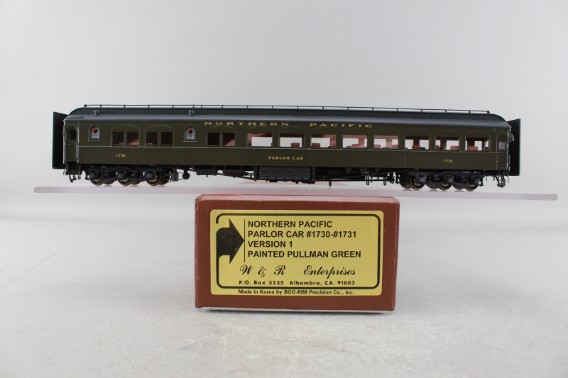 NORTHERN PACIFIC
PARLOR CAR
NORTHERN PACIFIC
PARLOR CAR #1730-#1731
VERSION 1
PAINTED PULLMAN GREEN
W & R Enterprises
P.O. Box 3235 Alhambra, CA. 91803
Made in Korea by BOO-RIM Precision Co., Inc.